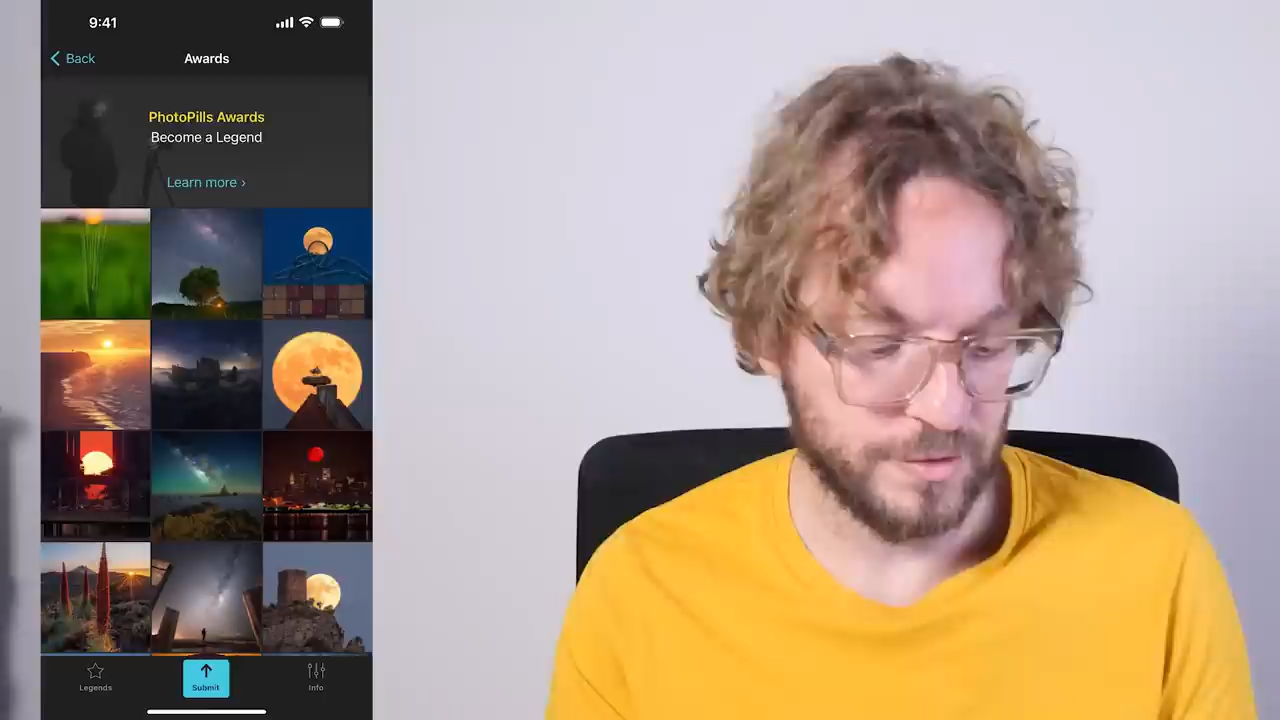 9:41
Back
Awards
PhotoPills Awards
Become a Legend
Learn more ›
Legends
Submit
Info